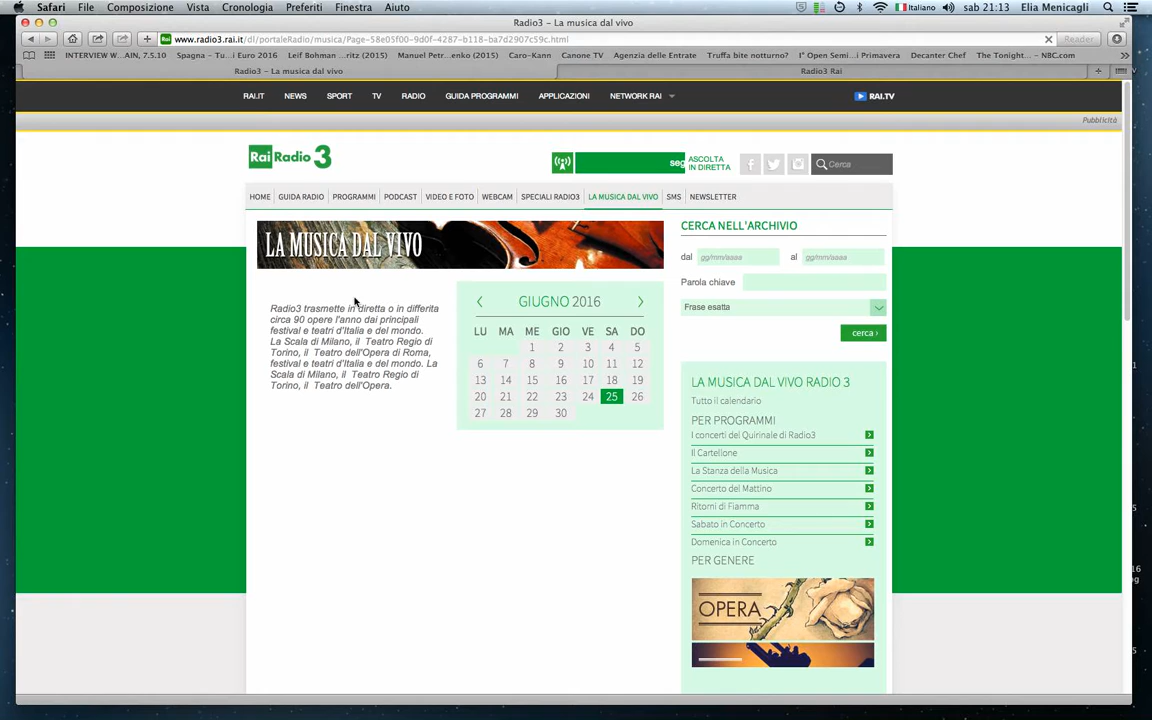 Safari File Composizione Vista Cronologia Preferiti Finestra Aiuto Italiano sab 21:13 Elia Menicagli
Radio3 – La musica dal vivo
www.radio3.rai.it/dl/portaleRadio/musica/Page-58e05f00-9d0f-4287-b118-ba7d2907c59c.html Reader
INTERVIEW W...AIN, 7.5.10 Spagna – Tu...i Euro 2016 Leif Bohman ...ritz (2015) Manuel Petr...enko (2015) Caro–Kann Canone TV Agenzia delle Entrate Truffa bite notturno? 1° Open Semi...i Primavera Decanter Chef The Tonight... – NBC.com
Radio3 – La musica dal vivo Radio3 Rai
RAI.IT NEWS SPORT TV RADIO GUIDA PROGRAMMI APPLICAZIONI NETWORK RAI RAI.TV
Pubblicità
Rai Radio 3
seg ASCOLTA
IN DIRETTA
Cerca
HOME GUIDA RADIO PROGRAMMI PODCAST VIDEO E FOTO WEBCAM SPECIALI RADIO3 LA MUSICA DAL VIVO SMS NEWSLETTER
LA MUSICA DAL VIVO
Radio3 trasmette in diretta o in differita
circa 90 opere l'anno dai principali
festival e teatri d'Italia e del mondo.
La Scala di Milano, il Teatro Regio di
Torino, il Teatro dell'Opera di Roma,
festival e teatri d'Italia e del mondo. La
Scala di Milano, il Teatro Regio di
Torino, il Teatro dell'Opera.
GIUGNO 2016
LU MA ME GIO VE SA DO
1 2 3 4 5
6 7 8 9 10 11 12
13 14 15 16 17 18 19
20 21 22 23 24 25 26
27 28 29 30
CERCA NELL'ARCHIVIO
dal gg/mm/aaaa al gg/mm/aaaa
Parola chiave
Frase esatta
cerca ›
LA MUSICA DAL VIVO RADIO 3
Tutto il calendario
PER PROGRAMMI
I concerti del Quirinale di Radio3
Il Cartellone
La Stanza della Musica
Concerto del Mattino
Ritorni di Fiamma
Sabato in Concerto
Domenica in Concerto
PER GENERE
OPERA